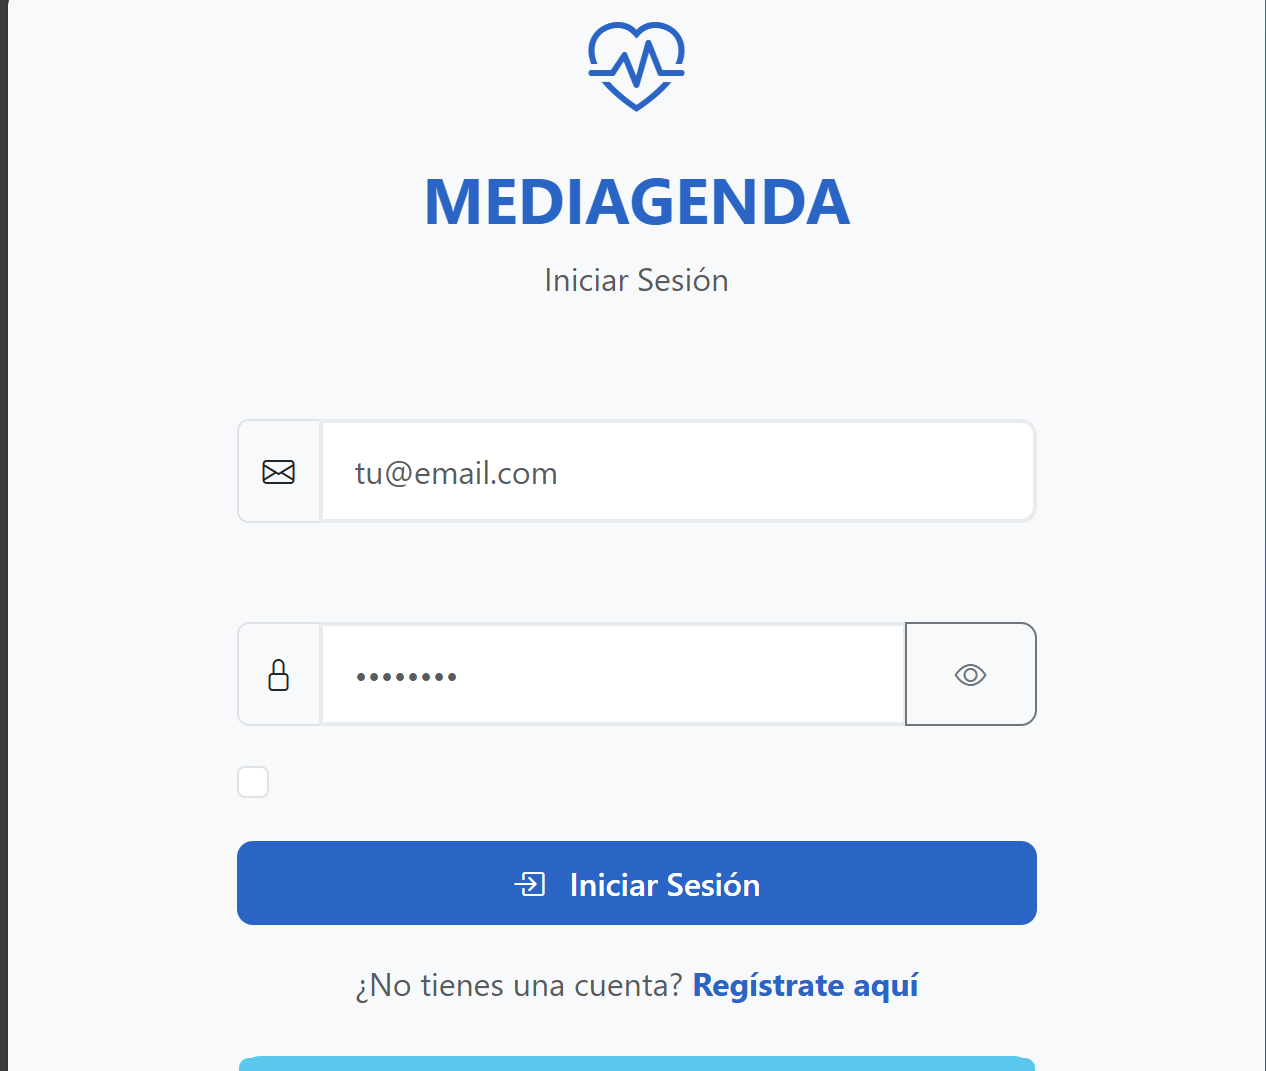 MEDIAGENDA
Iniciar Sesión
tu@email.com
••••••••
Iniciar Sesión
¿No tienes una cuenta? Regístrate aquí